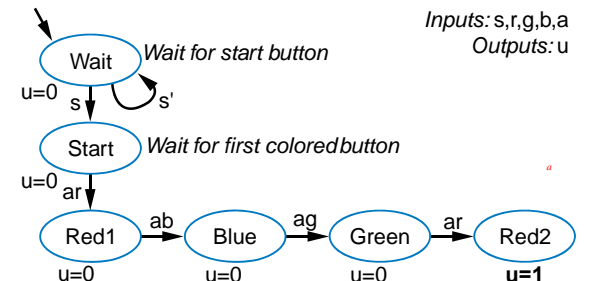 Inputs: s,r,g,b,a
Outputs: u
Wait for start button
Wait
u=0
s
s'
Start
Wait for first colored button
a
u=0
ar
Red1
ab
Blue
ag
Green
ar
Red2
u=0
u=0
u=0
u=1